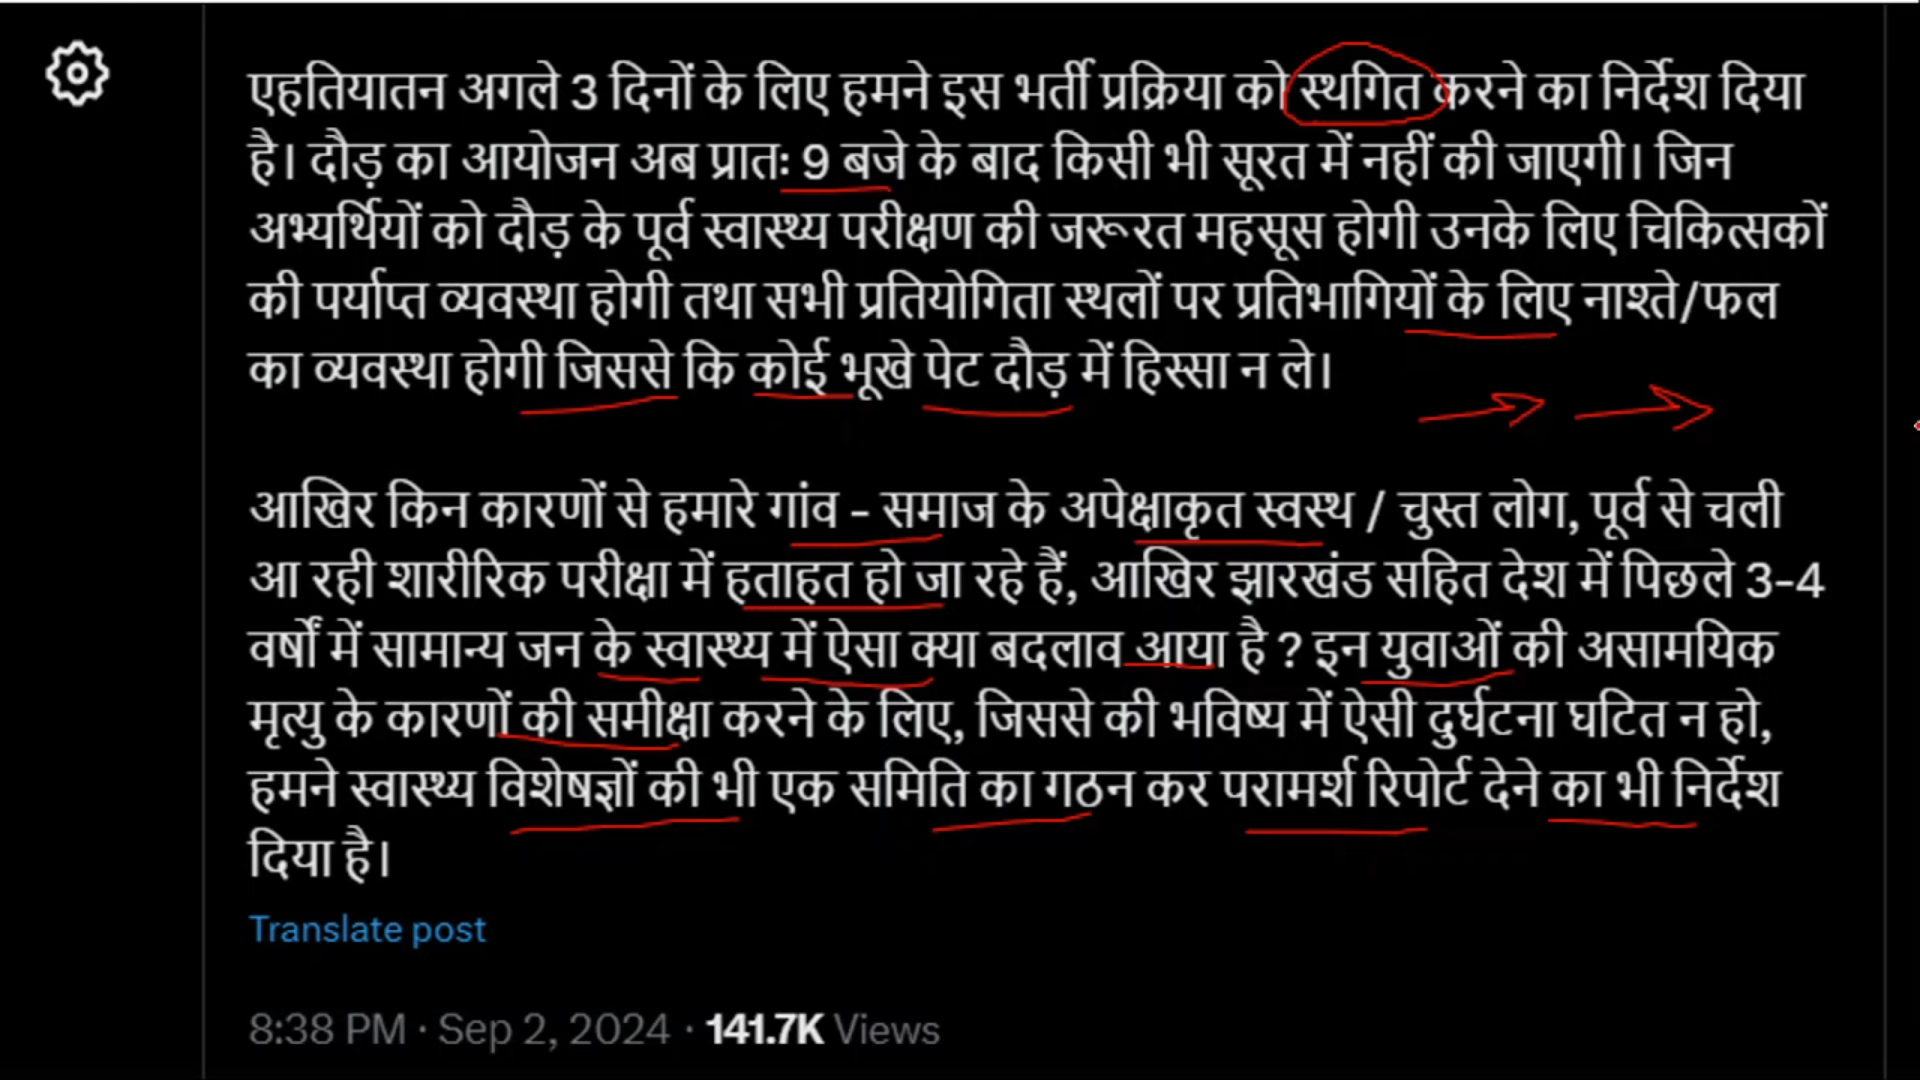 एहतियातन अगले 3 दिनों के लिए हमने इस भर्ती प्रक्रिया को स्थगित करने का निर्देश दिया
है। दौड़ का आयोजन अब प्रातः 9 बजे के बाद किसी भी सूरत में नहीं की जाएगी। जिन
अभ्यर्थियों को दौड़ के पूर्व स्वास्थ्य परीक्षण की जरूरत महसूस होगी उनके लिए चिकित्सकों
की पर्याप्त व्यवस्था होगी तथा सभी प्रतियोगिता स्थलों पर प्रतिभागियों के लिए नाश्ते/फल
का व्यवस्था होगी जिससे कि कोई भूखे पेट दौड़ में हिस्सा न ले।
आखिर किन कारणों से हमारे गांव - समाज के अपेक्षाकृत स्वस्थ / चुस्त लोग, पूर्व से चली
आ रही शारीरिक परीक्षा में हताहत हो जा रहे हैं, आखिर झारखंड सहित देश में पिछले 3-4
वर्षों में सामान्य जन के स्वास्थ्य में ऐसा क्या बदलाव आया है ? इन युवाओं की असामयिक
मृत्यु के कारणों की समीक्षा करने के लिए, जिससे की भविष्य में ऐसी दुर्घटना घटित न हो,
हमने स्वास्थ्य विशेषज्ञों की भी एक समिति का गठन कर परामर्श रिपोर्ट देने का भी निर्देश
दिया है।
Translate post
8:38 PM · Sep 2, 2024 · 141.7K Views